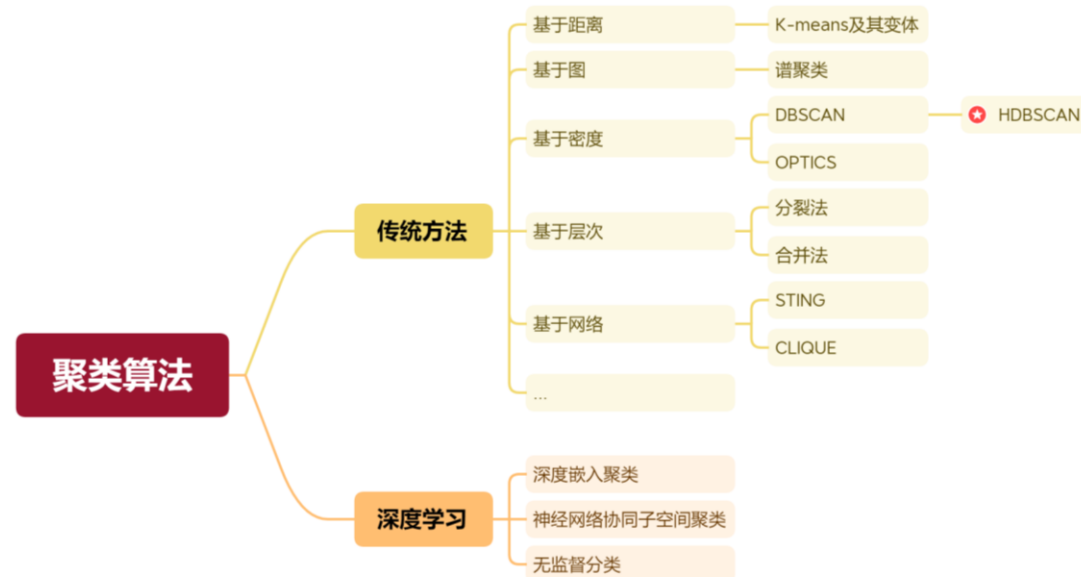 聚类算法
传统方法
基于距离
K-means及其变体
基于图
谱聚类
基于密度
DBSCAN
HDBSCAN
OPTICS
基于层次
分裂法
合并法
基于网络
STING
CLIQUE
...
深度学习
深度嵌入聚类
神经网络协同子空间聚类
无监督分类